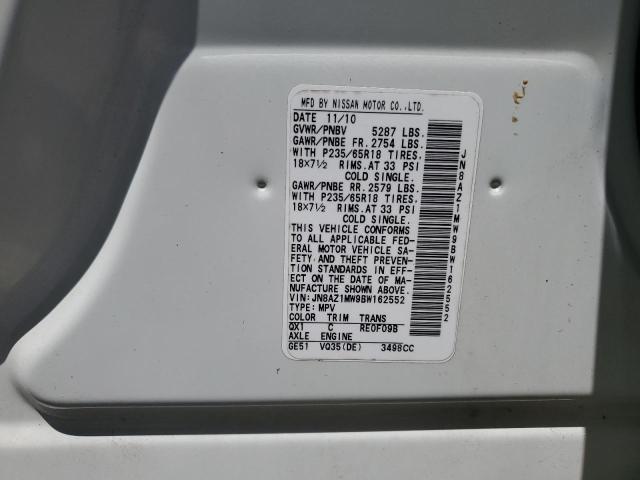 MFD BY NISSAN MOTOR CO.,LTD.
DATE 11/10
GVWR/PNBV 5287 LBS.
GAWR/PNBE FR. 2754 LBS.
WITH P235/65R18 TIRES,
18X7½ RIMS.AT 33 PSI
COLD SINGLE.
GAWR/PNBE RR. 2579 LBS.
WITH P235/65R18 TIRES,
18X7½ RIMS.AT 33 PSI
COLD SINGLE.
THIS VEHICLE CONFORMS
TO ALL APPLICABLE FED-
ERAL MOTOR VEHICLE SA-
FETY, AND THEFT PREVEN-
TION STANDARDS IN EFF-
ECT ON THE DATE OF MA-
NUFACTURE SHOWN ABOVE.
VIN: JN8AZ1MW9BW162552
TYPE: MPV
COLOR TRIM TRANS
QX1 C RE0F09B
AXLE ENGINE
GE51 VQ35(DE) 3498CC
JN8AZ1MW9BW162552